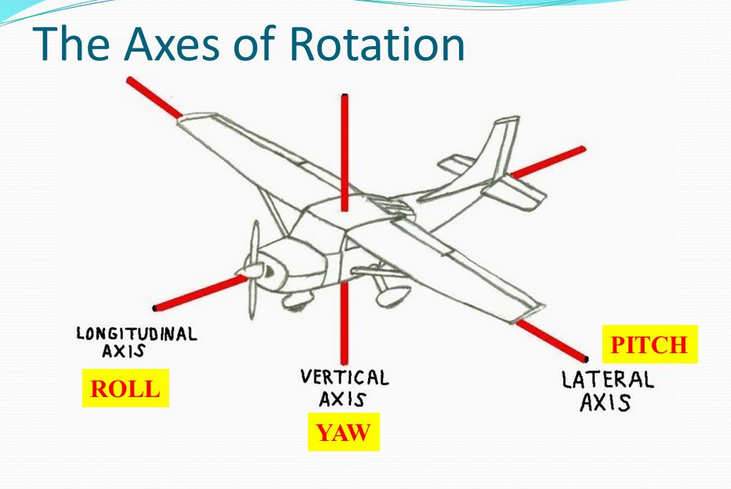 The Axes of Rotation
LONGITUDINAL
AXIS
ROLL
VERTICAL
AXIS
YAW
PITCH
LATERAL
AXIS